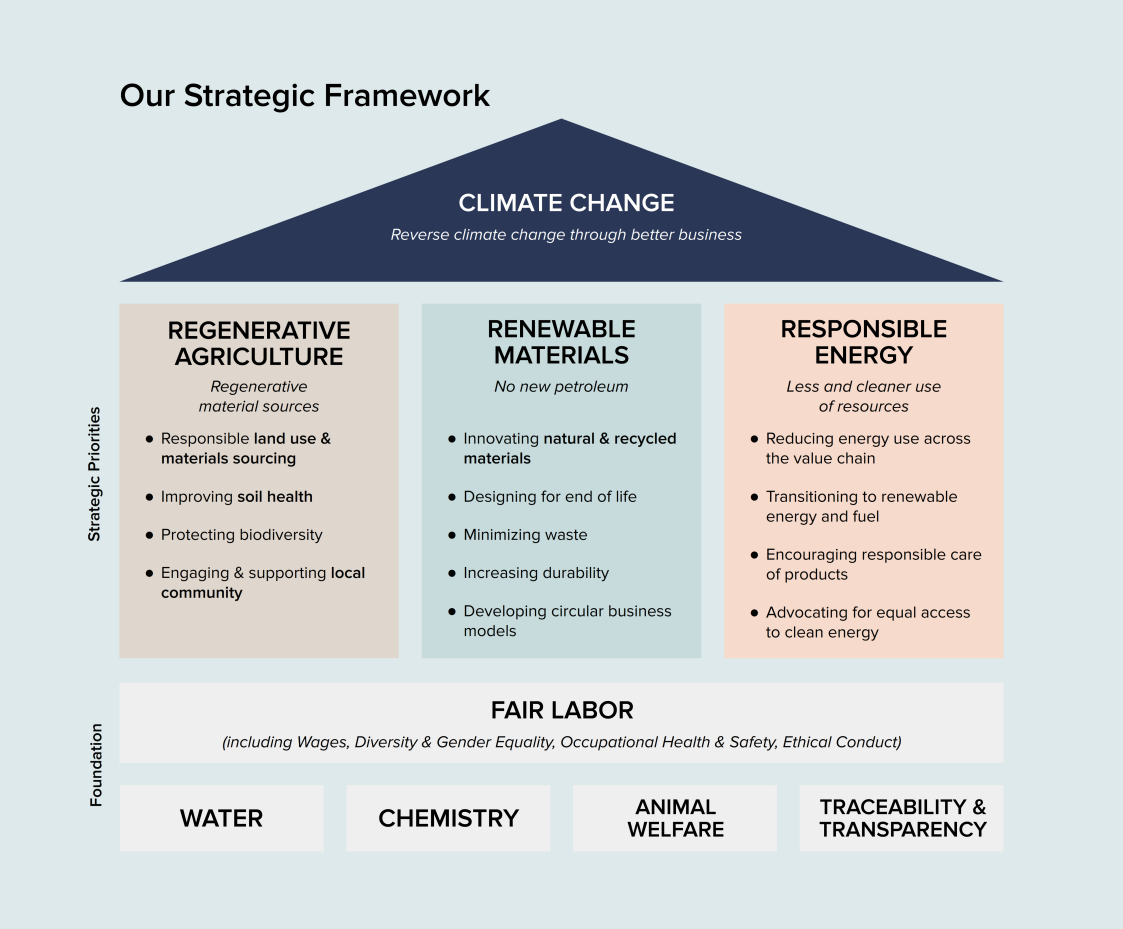 Our Strategic Framework
CLIMATE CHANGE
Reverse climate change through better business
Strategic Priorities
REGENERATIVE
AGRICULTURE
Regenerative
material sources
● Responsible land use &
materials sourcing
● Improving soil health
● Protecting biodiversity
● Engaging & supporting local
community
RENEWABLE
MATERIALS
No new petroleum
● Innovating natural & recycled
materials
● Designing for end of life
● Minimizing waste
● Increasing durability
● Developing circular business
models
RESPONSIBLE
ENERGY
Less and cleaner use
of resources
● Reducing energy use across
the value chain
● Transitioning to renewable
energy and fuel
● Encouraging responsible care
of products
● Advocating for equal access
to clean energy
Foundation
FAIR LABOR
(including Wages, Diversity & Gender Equality, Occupational Health & Safety, Ethical Conduct)
WATER
CHEMISTRY
ANIMAL
WELFARE
TRACEABILITY &
TRANSPARENCY